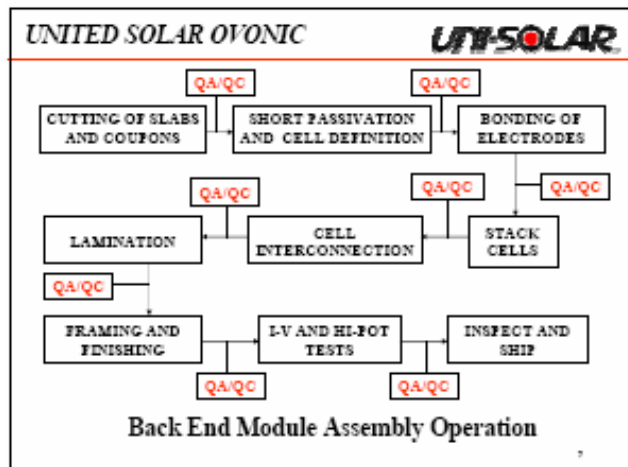 UNITED SOLAR OVONIC
UNI-SOLAR
QA/QC
QA/QC
CUTTING OF SLABS
AND COUPONS
SHORT PASSIVATION
AND CELL DEFINITION
BONDING OF
ELECTRODES
QA/QC
QA/QC
QA/QC
LAMINATION
CELL
INTERCONNECTION
STACK
CELLS
QA/QC
FRAMING AND
FINISHING
I-V AND HI-POT
TESTS
INSPECT AND
SHIP
QA/QC
QA/QC
Back End Module Assembly Operation
,